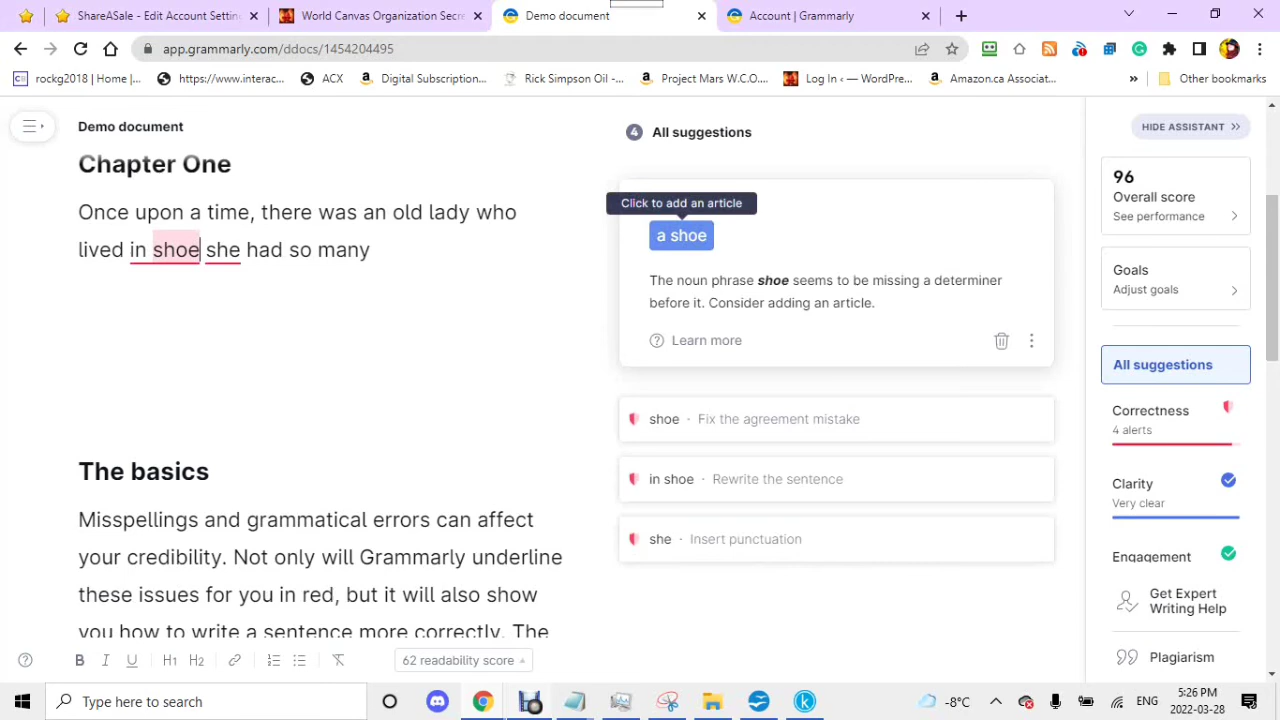 QuickStart - All Files - Sy
World Canvas Organization Secre
Demo document
Account | Grammarly
app.grammarly.com/ddocs/1454204495
rockg2018 | Home |...
https://www.interac...
ACX
Digital Subscription...
Rick Simpson Oil -...
Project Mars W.C.O....
Log In ‹ — WordPre...
Amazon.ca Associat...
»
Other bookmarks
Demo document
4 All suggestions
HIDE ASSISTANT »
Chapter One
Once upon a time, there was an old lady who
lived in shoe she had so many
Click to add an article
a shoe
The noun phrase shoe seems to be missing a determiner
before it. Consider adding an article.
Learn more
shoe · Fix the agreement mistake
in shoe · Rewrite the sentence
she · Insert punctuation
The basics
Misspellings and grammatical errors can affect
your credibility. Not only will Grammarly underline
these issues for you in red, but it will also show
you how to write a sentence more correctly. The
96
Overall score
See performance
Goals
Adjust goals
All suggestions
Correctness
4 alerts
Clarity
Very clear
Engagement
Get Expert
Writing Help
Plagiarism
B I U H1 H2
62 readability score
Type here to search
-8°C
ENG
5:26 PM
2022-03-28